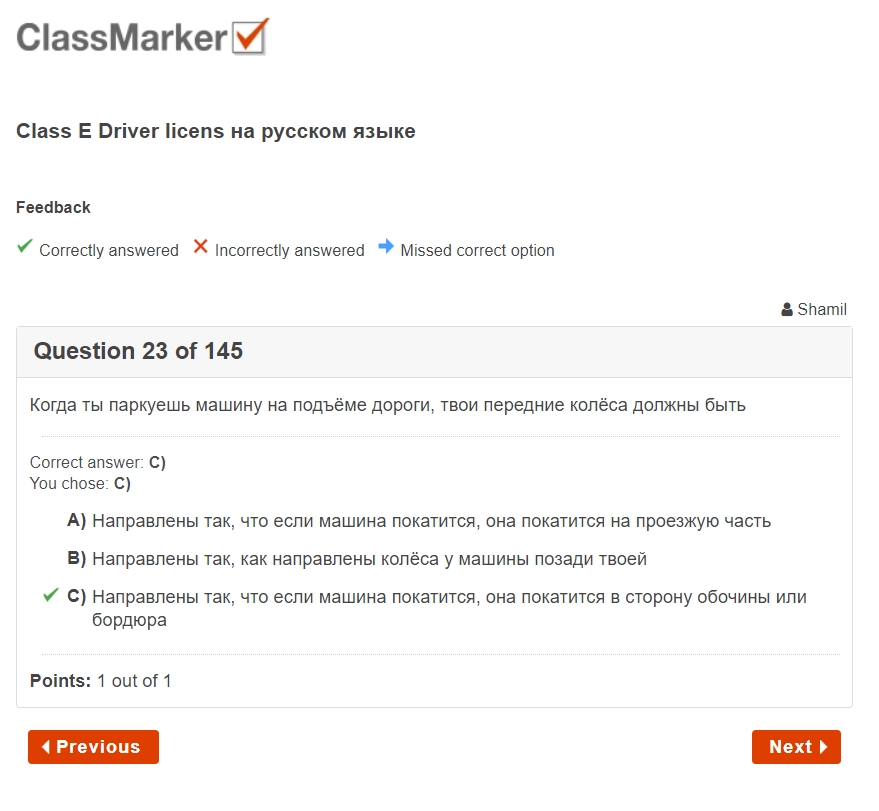 ClassMarker
Class E Driver licens на русском языке
Feedback
Correctly answered Incorrectly answered Missed correct option
Shamil
Question 23 of 145
Когда ты паркуешь машину на подъёме дороги, твои передние колёса должны быть
Correct answer: C)
You chose: C)
A) Направлены так, что если машина покатится, она покатится на проезжую часть
B) Направлены так, как направлены колёса у машины позади твоей
C) Направлены так, что если машина покатится, она покатится в сторону обочины или
бордюра
Points: 1 out of 1
Previous
Next